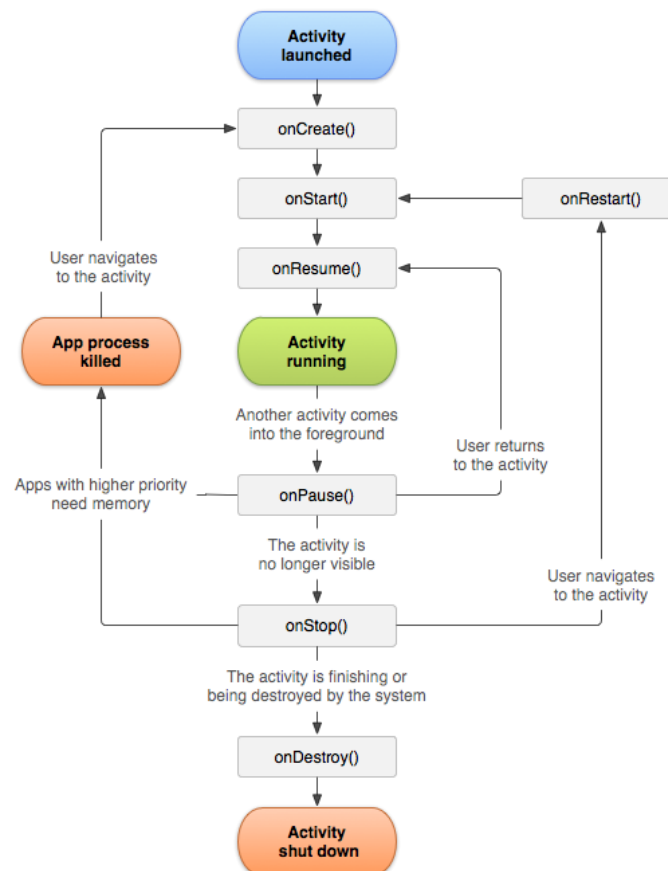 Activity
launched
onCreate()
onStart()
onRestart()
User navigates
to the activity
onResume()
App process
killed
Activity
running
Another activity comes
into the foreground
User returns
to the activity
Apps with higher priority
need memory
onPause()
The activity is
no longer visible
User navigates
to the activity
onStop()
The activity is finishing or
being destroyed by the system
onDestroy()
Activity
shut down